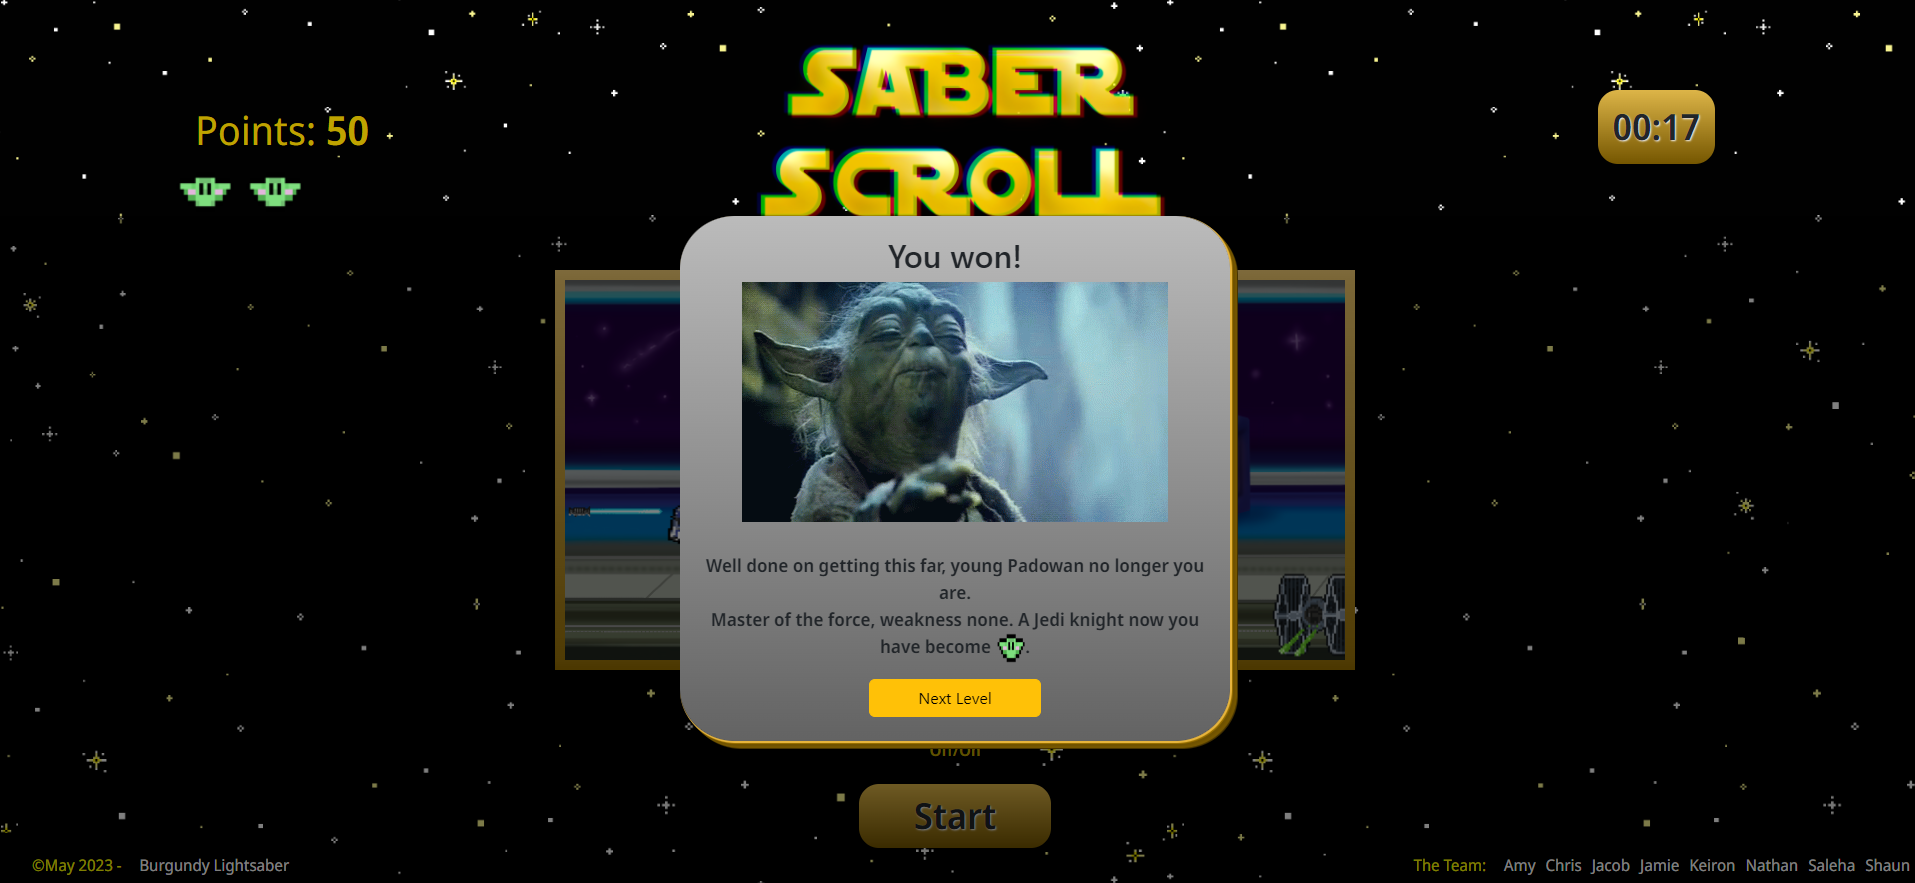 SABER
SCROLL
Points: 50
00:17
You won!
Well done on getting this far, young Padowan no longer you
are.
Master of the force, weakness none. A Jedi knight now you
have become .
Next Level
On/Off
Start
©May 2023 - Burgundy Lightsaber
The Team: Amy Chris Jacob Jamie Keiron Nathan Saleha Shaun